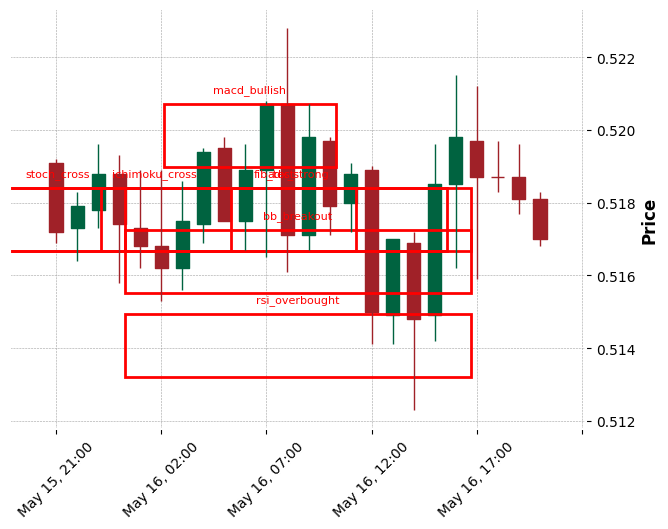 0.522
macd_bullish
0.520
stoch_cross
ichimoku_cross
0.518
bb_breakout
Price
0.516
rsi_overbought
0.514
0.512
May 15, 21:00
May 16, 02:00
May 16, 07:00
May 16, 12:00
May 16, 17:00